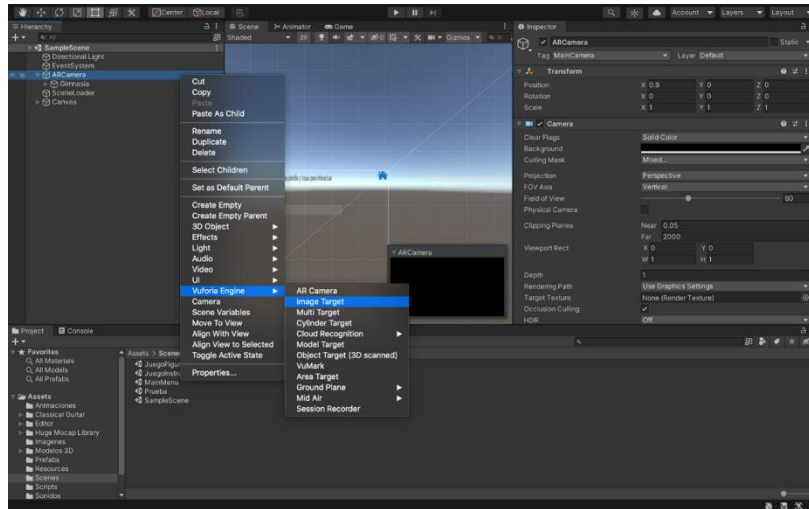 Center Local Account Layers Layout
Hierarchy Scene Animator Game Inspector
All Shaded 2D Gizmos
SampleScene
Directional Light
EventSystem
ARCamera
Gimnasia
SceneLoader
Canvas
Cut
Copy
Paste
Paste As Child
Rename
Duplicate
Delete
Select Children
Set as Default Parent
Create Empty
Create Empty Parent
3D Object
Effects
Light
Audio
Video
UI
Vuforia Engine
Camera
Scene Variables
Move To View
Align With View
Align View to Selected
Toggle Active State
Properties...
AR Camera
Image Target
Multi Target
Cylinder Target
Cloud Recognition
Model Target
Object Target (3D scanned)
VuMark
Area Target
Ground Plane
Mid Air
Session Recorder
ARCamera
ARCamera Static
Tag MainCamera Layer Default
Transform
Position X 0.9 Y 0 Z 0
Rotation X 0 Y 0 Z 0
Scale X 1 Y 1 Z 1
Camera
Clear Flags Solid Color
Background
Culling Mask Mixed...
Projection Perspective
FOV Axis Vertical
Field of View 60
Physical Camera
Clipping Planes Near 0.05
Far 2000
Viewport Rect X 0 Y 0
W 1 H 1
Depth 1
Rendering Path Use Graphics Settings
Target Texture None (Render Texture)
Occlusion Culling
HDR Off
Project Console
Favorites
All Materials
All Models
All Prefabs
Assets
Animaciones
Classical Guitar
Editor
Huge Mocap Library
Imagenes
Modelos 3D
Prefabs
Resources
Scenes
Scripts
Sonidos
Assets > Scene
JuegoFigu
JuegoInstru
MainMenu
Prueba
SampleScene